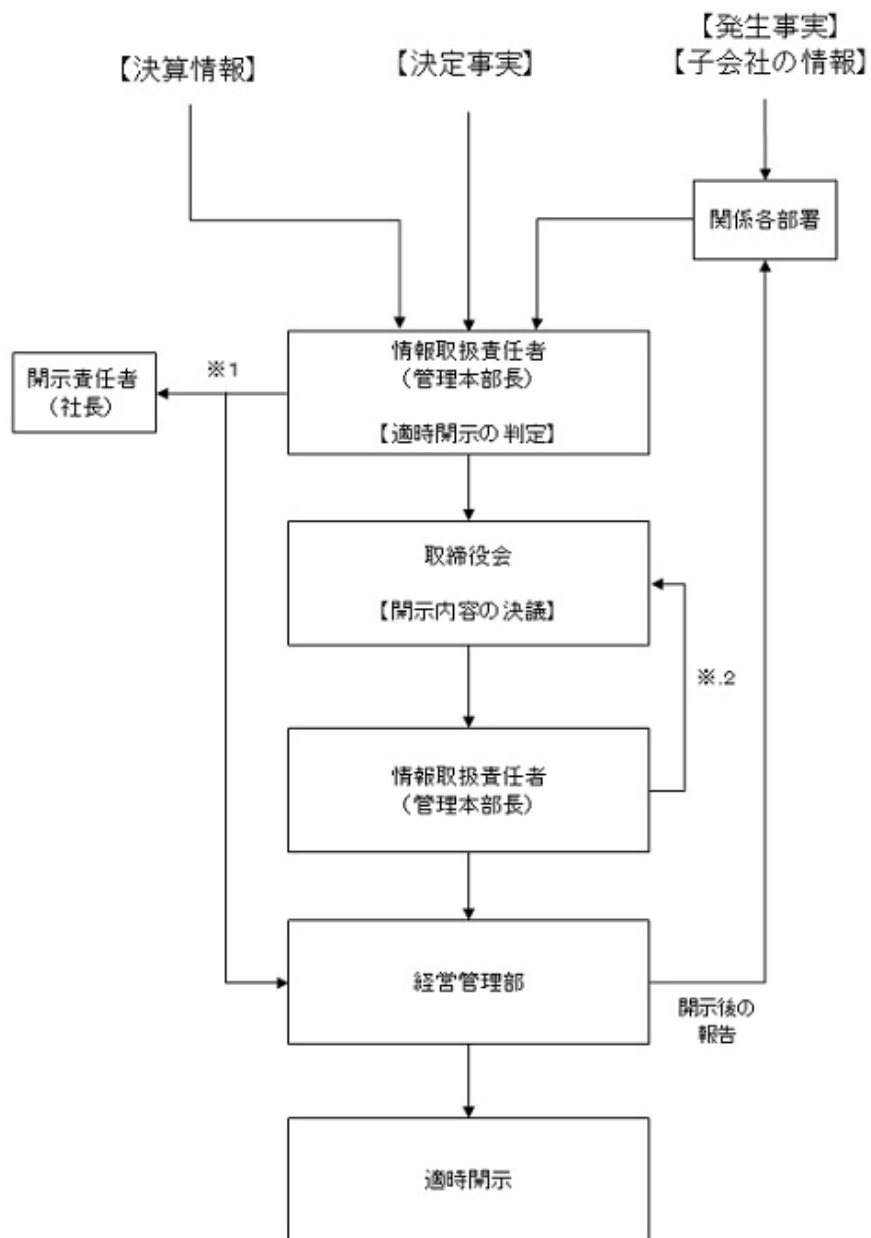 【決算情報】
【決定事実】
【発生事実】
【子会社の情報】
関係各部署
情報取扱責任者
（管理本部長）
【適時開示の判定】
※1
開示責任者
（社長）
取締役会
【開示内容の決議】
※.2
情報取扱責任者
（管理本部長）
経営管理部
開示後の
報告
適時開示